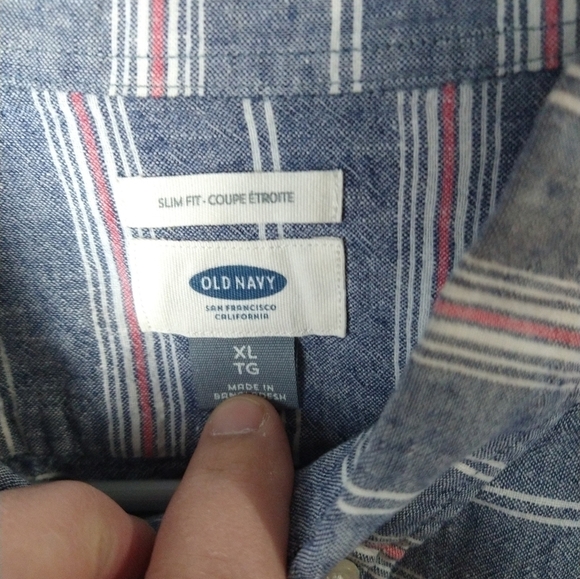 SLIM FIT - COUPE ÉTROITE
OLD NAVY
SAN FRANCISCO
CALIFORNIA
XL
TG
MADE IN